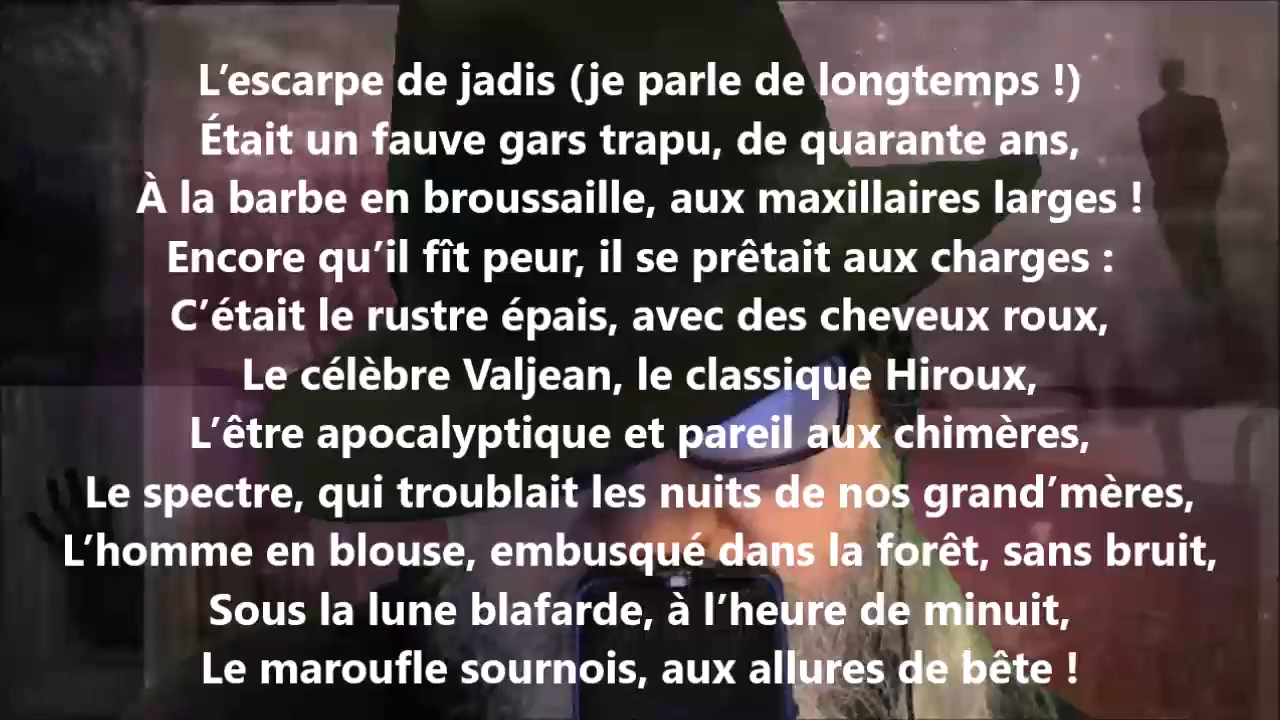 L’escarpe de jadis (je parle de longtemps !)
Était un fauve gars trapu, de quarante ans,
À la barbe en broussaille, aux maxillaires larges !
Encore qu’il fît peur, il se prêtait aux charges :
C’était le rustre épais, avec des cheveux roux,
Le célèbre Valjean, le classique Hiroux,
L’être apocalyptique et pareil aux chimères,
Le spectre, qui troublait les nuits de nos grand’mères,
L’homme en blouse, embusqué dans la forêt, sans bruit,
Sous la lune blafarde, à l’heure de minuit,
Le maroufle sournois, aux allures de bête !